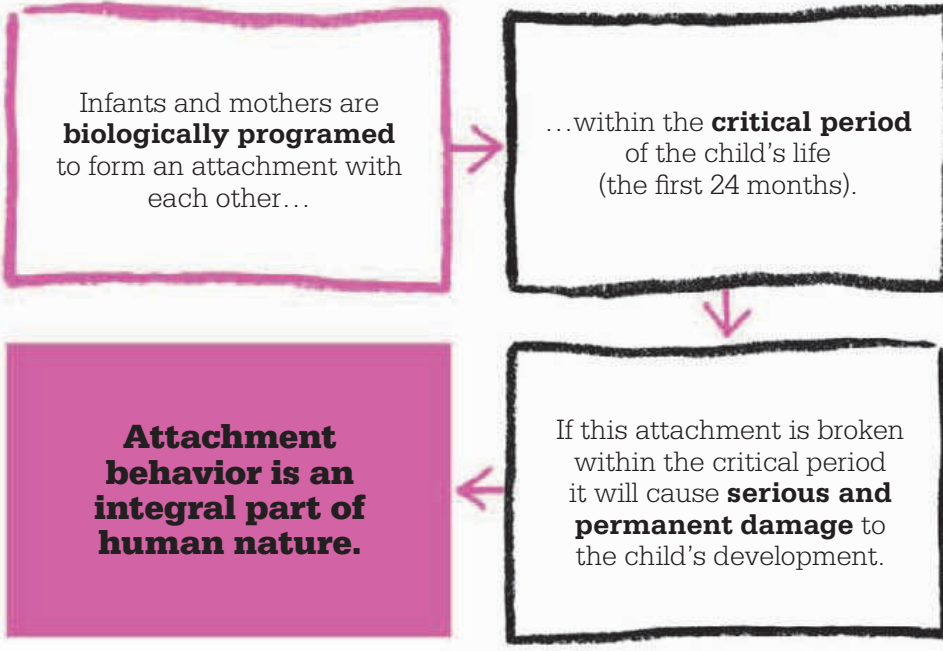 Infants and mothers are
biologically programed
to form an attachment with
each other…
…within the critical period
of the child’s life
(the first 24 months).
If this attachment is broken
within the critical period
it will cause serious and
permanent damage to
the child’s development.
Attachment
behavior is an
integral part of
human nature.